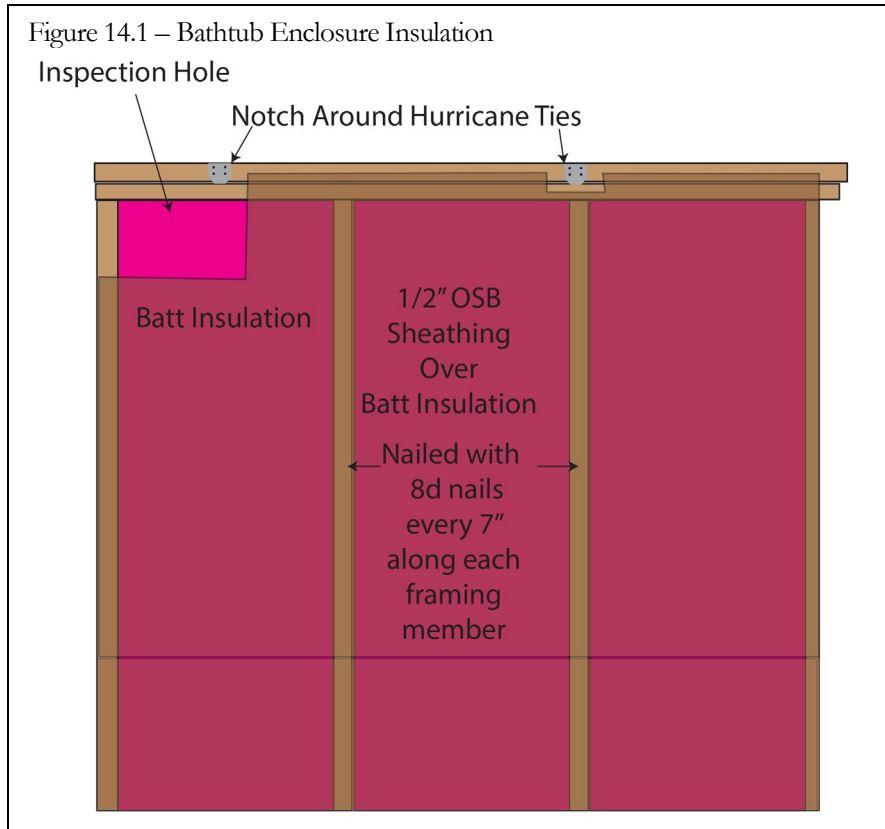 Figure 14.1 – Bathtub Enclosure Insulation
Inspection Hole
Notch Around Hurricane Ties
Batt Insulation
1/2” OSB
Sheathing
Over
Batt Insulation
Nailed with
8d nails
every 7”
along each
framing
member